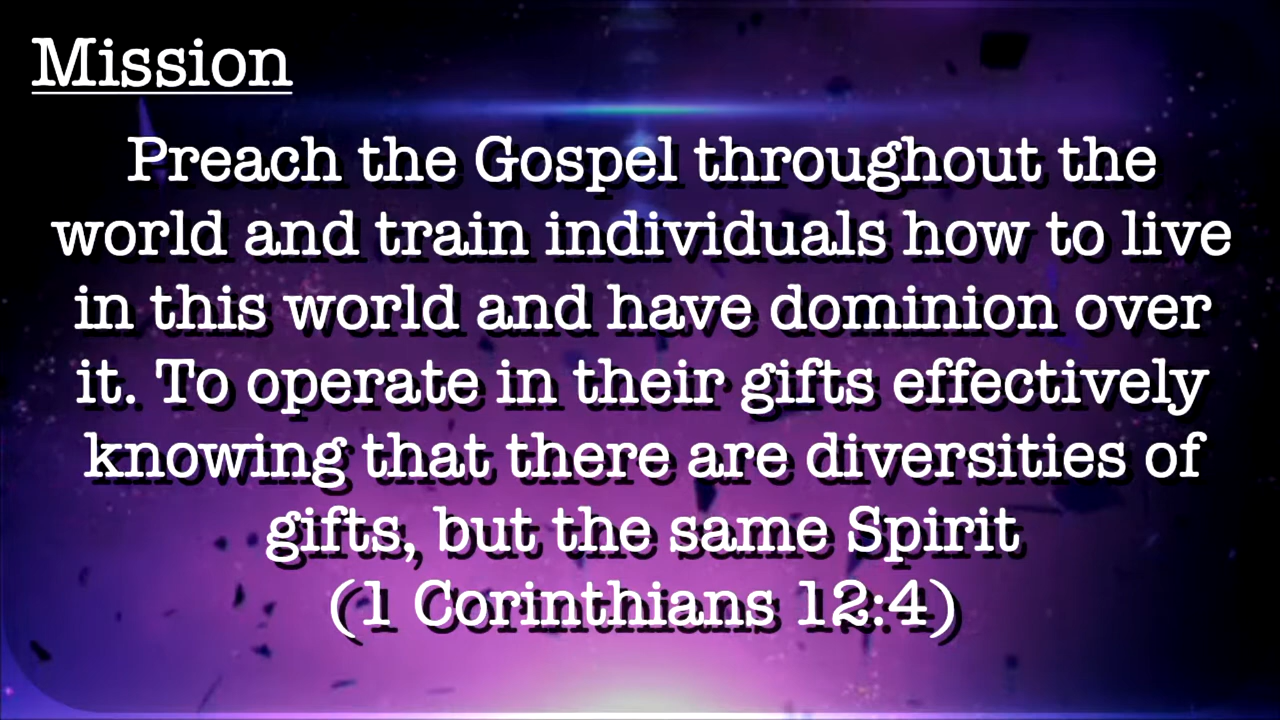 Mission
Preach the Gospel throughout the
world and train individuals how to live
in this world and have dominion over
it. To operate in their gifts effectively
knowing that there are diversities of
gifts, but the same Spirit
(1 Corinthians 12:4)